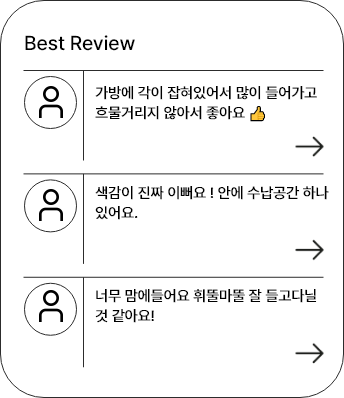 Best Review
가방에 각이 잡혀있어서 많이 들어가고
흐물거리지 않아서 좋아요 👍
색감이 진짜 이뻐요 ! 안에 수납공간 하나
있어요.
너무 맘에들어요 휘뚤마뚤 잘 들고다닐
것 같아요!